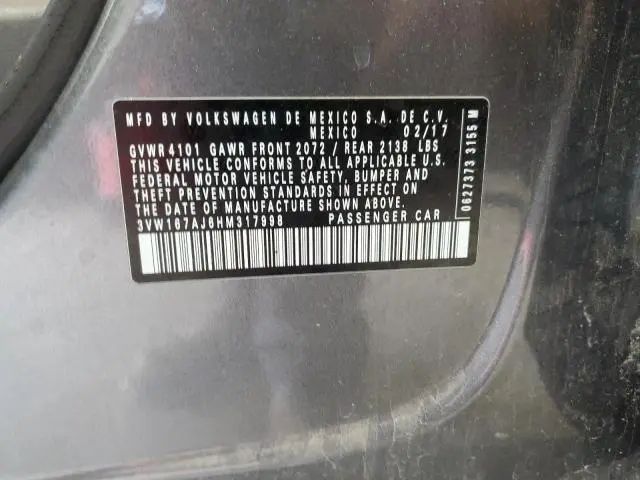 MFD BY VOLKSWAGEN DE MEXICO S.A. DE C.V.
MEXICO 02/17
GVWR 4101 GAWR FRONT 2072 / REAR 2138 LBS
THIS VEHICLE CONFORMS TO ALL APPLICABLE U.S.
FEDERAL MOTOR VEHICLE SAFETY, BUMPER AND
THEFT PREVENTION STANDARDS IN EFFECT ON
THE DATE OF MANUFACTURE SHOWN ABOVE.
3VW167AJ6HM317998 PASSENGER CAR
0627373 3155 M